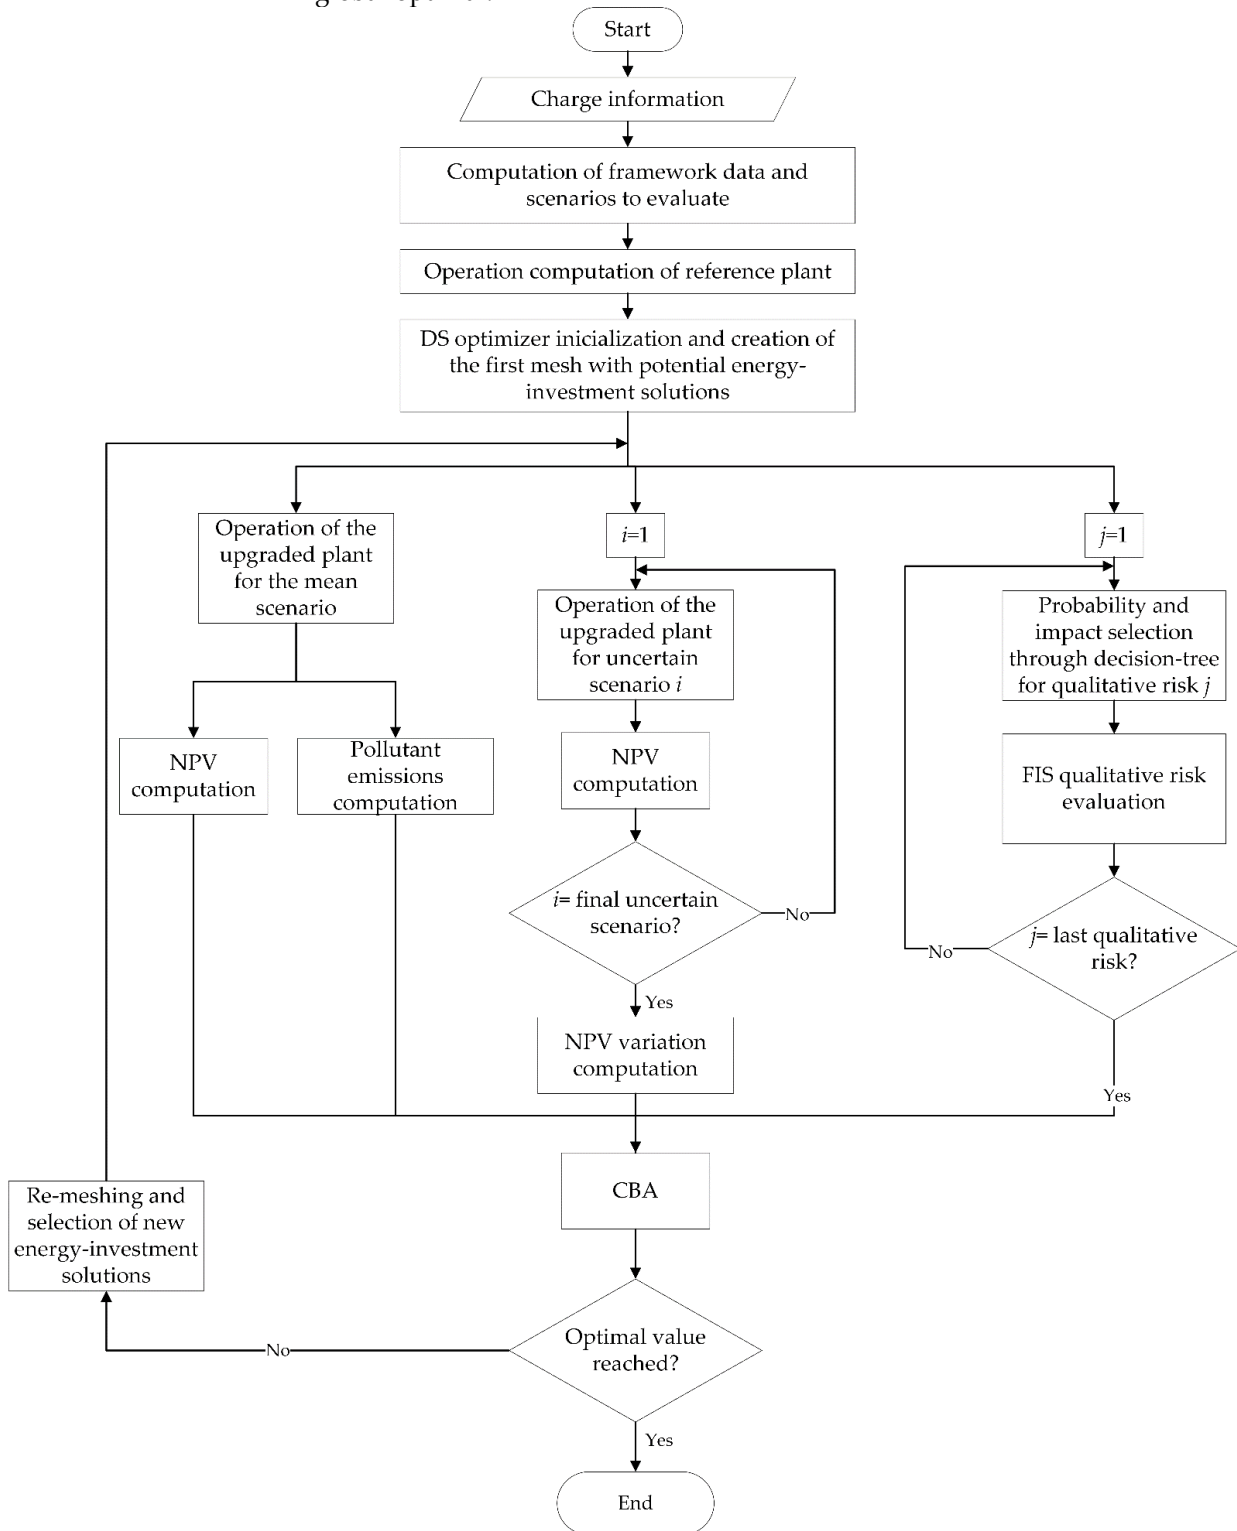 Start
Charge information
Computation of framework data and
scenarios to evaluate
Operation computation of reference plant
DS optimizer inicialization and creation of
the first mesh with potential energy-
investment solutions
Operation of the
upgraded plant
for the mean
scenario
NPV
computation
Pollutant
emissions
computation
i=1
Operation of the
upgraded plant
for uncertain
scenario i
NPV
computation
i= final uncertain
scenario?
No
Yes
NPV variation
computation
j=1
Probability and
impact selection
through decision-tree
for qualitative risk j
FIS qualitative risk
evaluation
j= last qualitative
risk?
No
Yes
CBA
Re-meshing and
selection of new
energy-investment
solutions
Optimal value
reached?
No
Yes
End